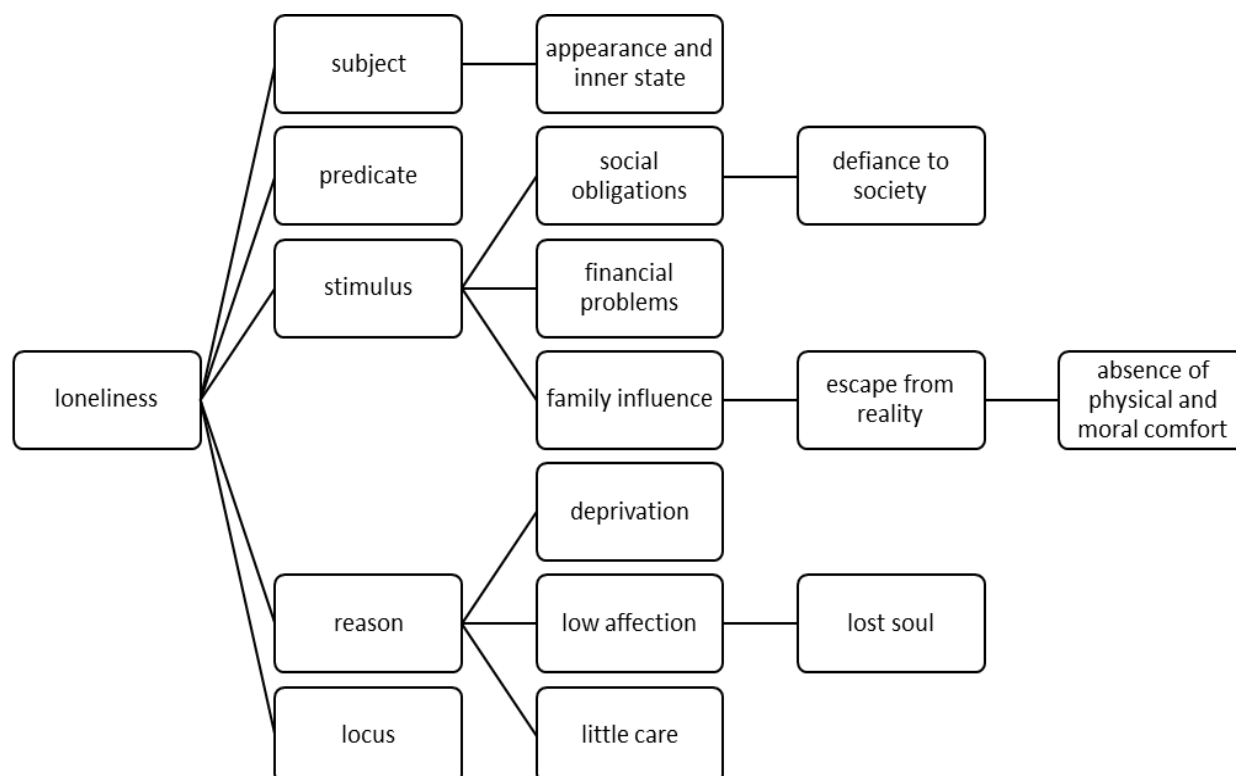 subject
appearance and
inner state
predicate
social
obligations
defiance to
society
stimulus
financial
problems
loneliness
family influence
escape from
reality
absence of
physical and
moral comfort
deprivation
reason
low affection
lost soul
locus
little care